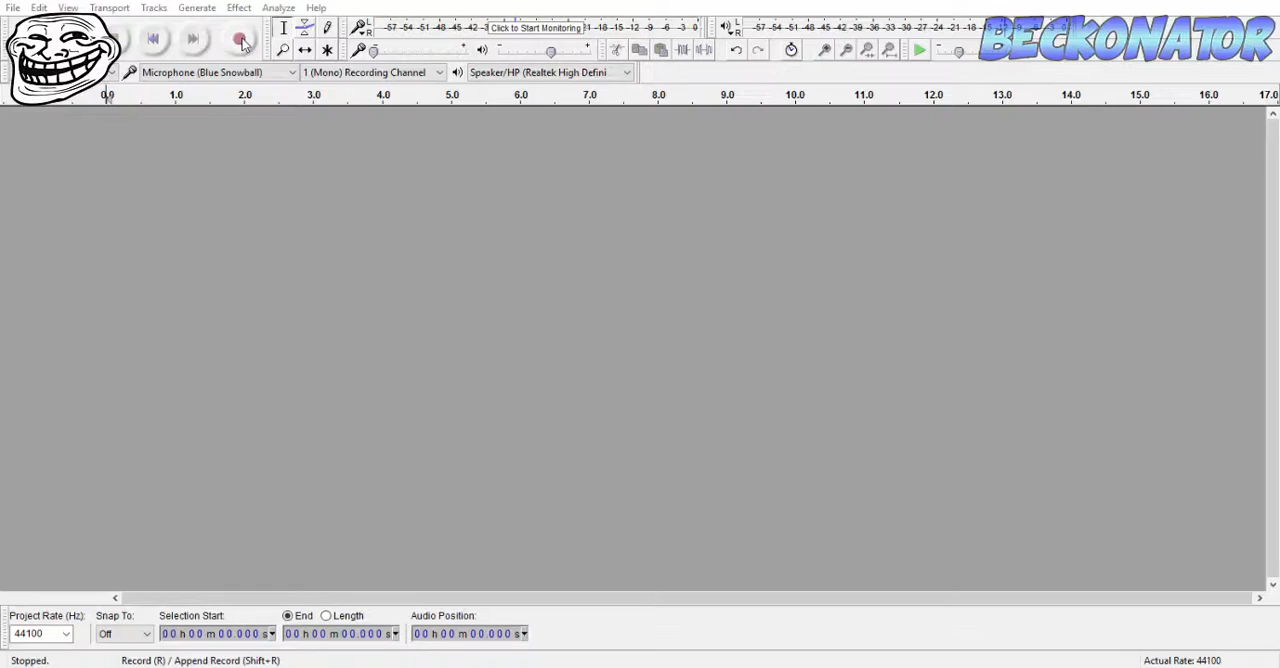 File Edit View Transport Tracks Generate Effect Analyze Help
BECKONATOR
L R -57 -54 -51 -48 -45 -42 Click to Start Monitoring -18 -15 -12 -9 -6 -3 0
L R -57 -54 -51 -48 -45 -42 -39 -36 -33 -30 -27 -24 -21 -18
Microphone (Blue Snowball) 1 (Mono) Recording Channel Speaker/HP (Realtek High Defini
0.0 1.0 2.0 3.0 4.0 5.0 6.0 7.0 8.0 9.0 10.0 11.0 12.0 13.0 14.0 15.0 16.0 17.0
Project Rate (Hz): Snap To: Selection Start: End Length Audio Position:
44100 Off 00 h 00 m 00.000 s 00 h 00 m 00.000 s 00 h 00 m 00.000 s
Stopped. Record (R) / Append Record (Shift+R) Actual Rate: 44100